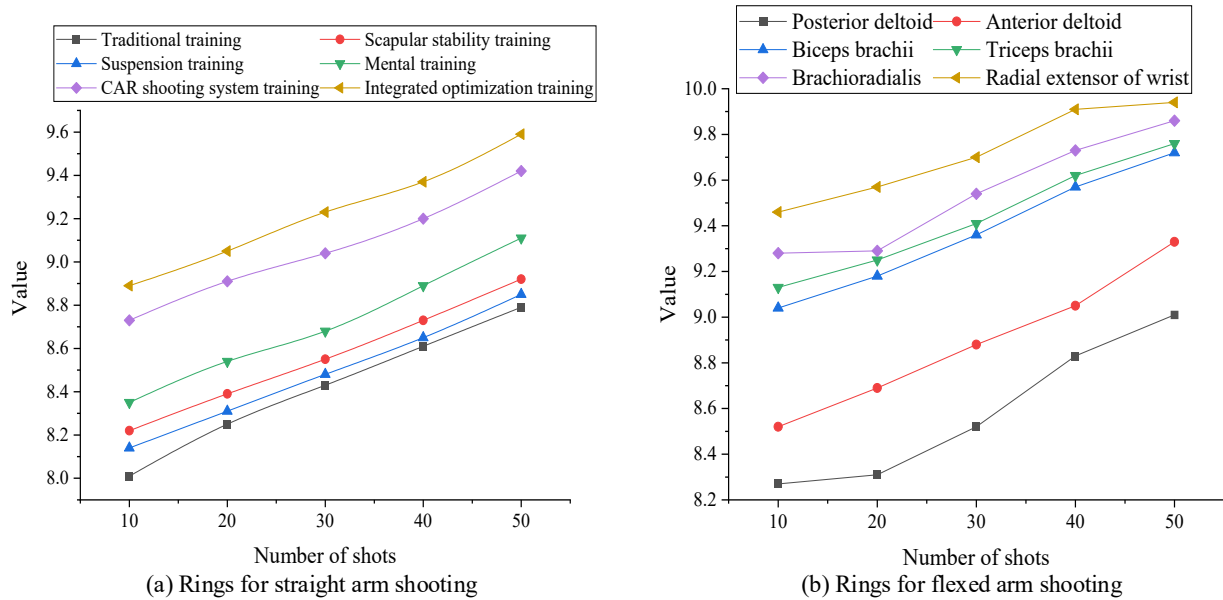 Traditional training
Scapular stability training
Suspension training
Mental training
CAR shooting system training
Integrated optimization training
9.6
9.4
9.2
9.0
8.8
8.6
8.4
8.2
8.0
Value
10 20 30 40 50
Number of shots
(a) Rings for straight arm shooting
Posterior deltoid
Anterior deltoid
Biceps brachii
Triceps brachii
Brachioradialis
Radial extensor of wrist
10.0
9.8
9.6
9.4
9.2
9.0
8.8
8.6
8.4
8.2
Value
10 20 30 40 50
Number of shots
(b) Rings for flexed arm shooting